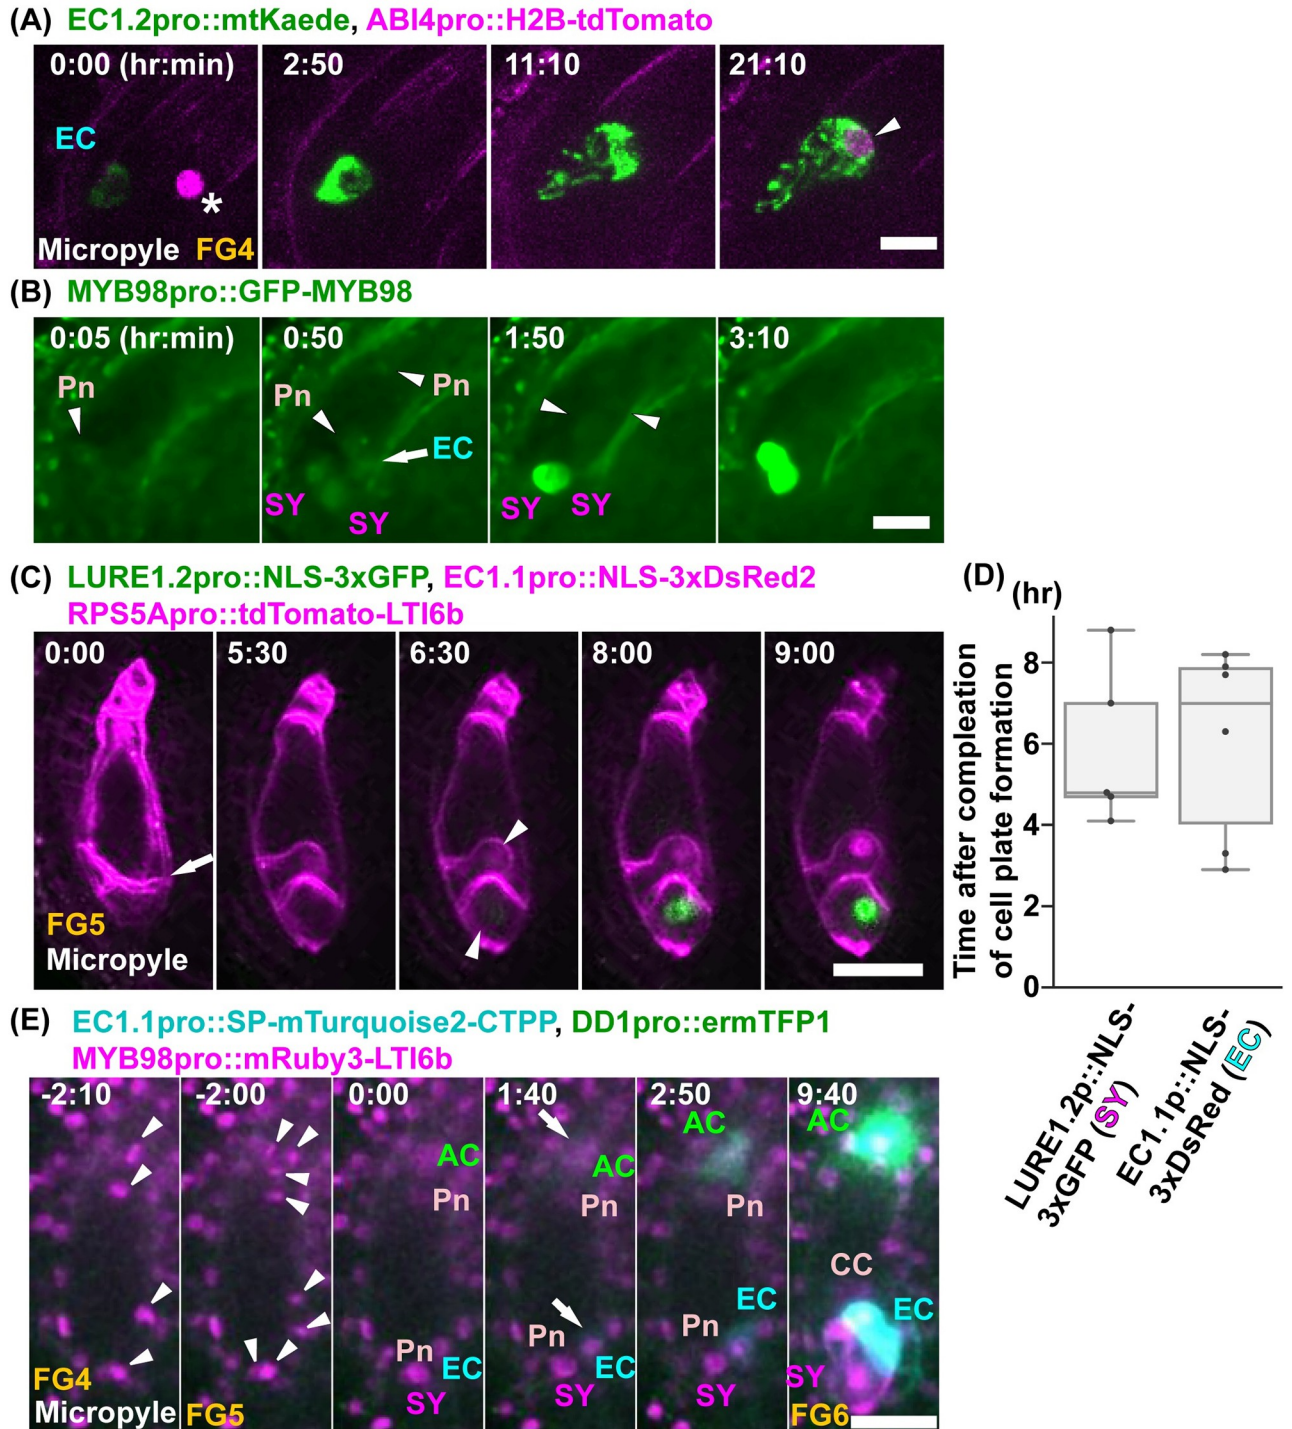 (A) EC1.2pro::mtKaede, ABI4pro::H2B-tdTomato
0:00 (hr:min) 2:50 11:10 21:10
EC
*
Micropyle FG4
(B) MYB98pro::GFP-MYB98
0:05 (hr:min) 0:50 1:50 3:10
Pn Pn Pn
EC
SY SY SY SY
(C) LURE1.2pro::NLS-3xGFP, EC1.1pro::NLS-3xDsRed2
RPS5Apro::tdTomato-LTI6b
0:00 5:30 6:30 8:00 9:00
FG5
Micropyle
(D)
(hr)
Time after compleation
of cell plate formation
8
6
4
2
0
LURE1.2p::NLS-
3xGFP (SY)
EC1.1p::NLS-
3xDsRed (EC)
(E) EC1.1pro::SP-mTurquoise2-CTPP, DD1pro::ermTFP1
MYB98pro::mRuby3-LTI6b
-2:10 -2:00 0:00 1:40 2:50 9:40
AC AC AC AC
Pn Pn Pn
CC
EC EC
Pn Pn Pn
EC EC
FG4 SY SY SY SY
Micropyle FG5 FG6